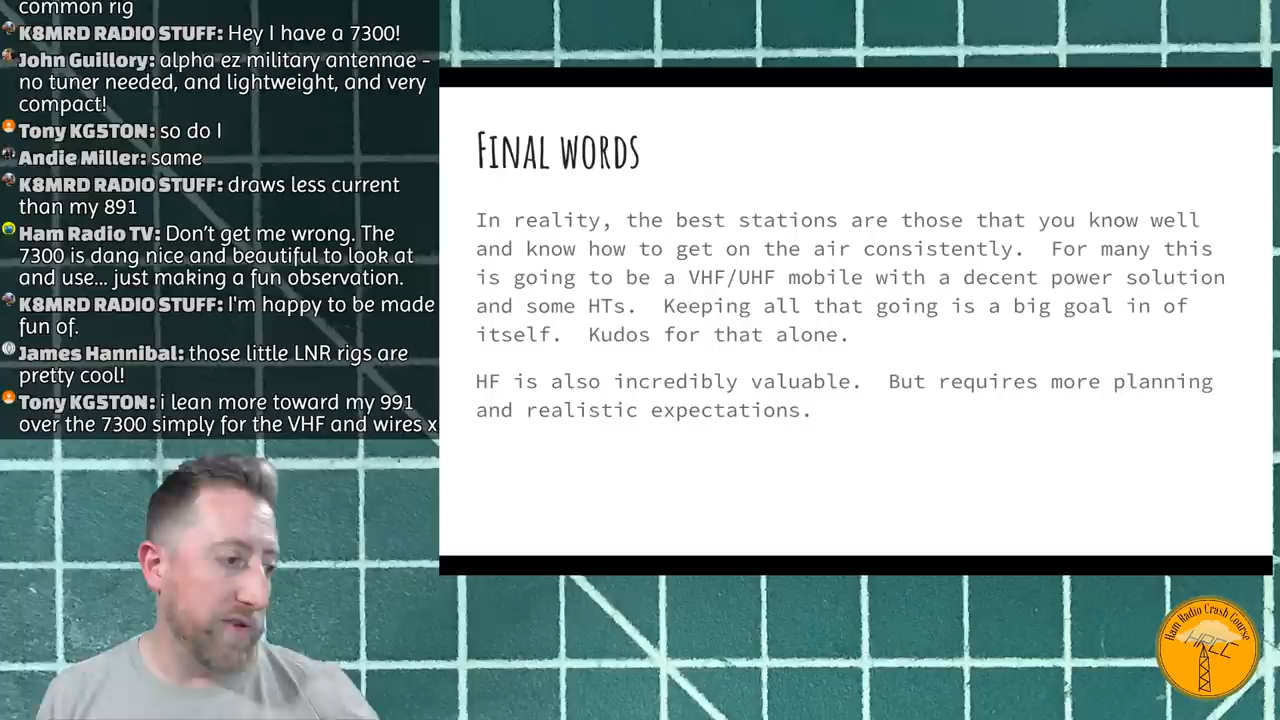 common rig
K8MRD RADIO STUFF: Hey I have a 7300!
John Guillory: alpha ez military antennae -
no tuner needed, and lightweight, and very
compact!
Tony KG5TON: so do I
Andie Miller: same
K8MRD RADIO STUFF: draws less current
than my 891
Ham Radio TV: Don't get me wrong. The
7300 is dang nice and beautiful to look at
and use... just making a fun observation.
K8MRD RADIO STUFF: I'm happy to be made
fun of.
James Hannibal: those little LNR rigs are
pretty cool!
Tony KG5TON: i lean more toward my 991
over the 7300 simply for the VHF and wires x
Final words
In reality, the best stations are those that you know well
and know how to get on the air consistently. For many this
is going to be a VHF/UHF mobile with a decent power solution
and some HTs. Keeping all that going is a big goal in of
itself. Kudos for that alone.
HF is also incredibly valuable. But requires more planning
and realistic expectations.
Ham Radio Crash Course
HRCC